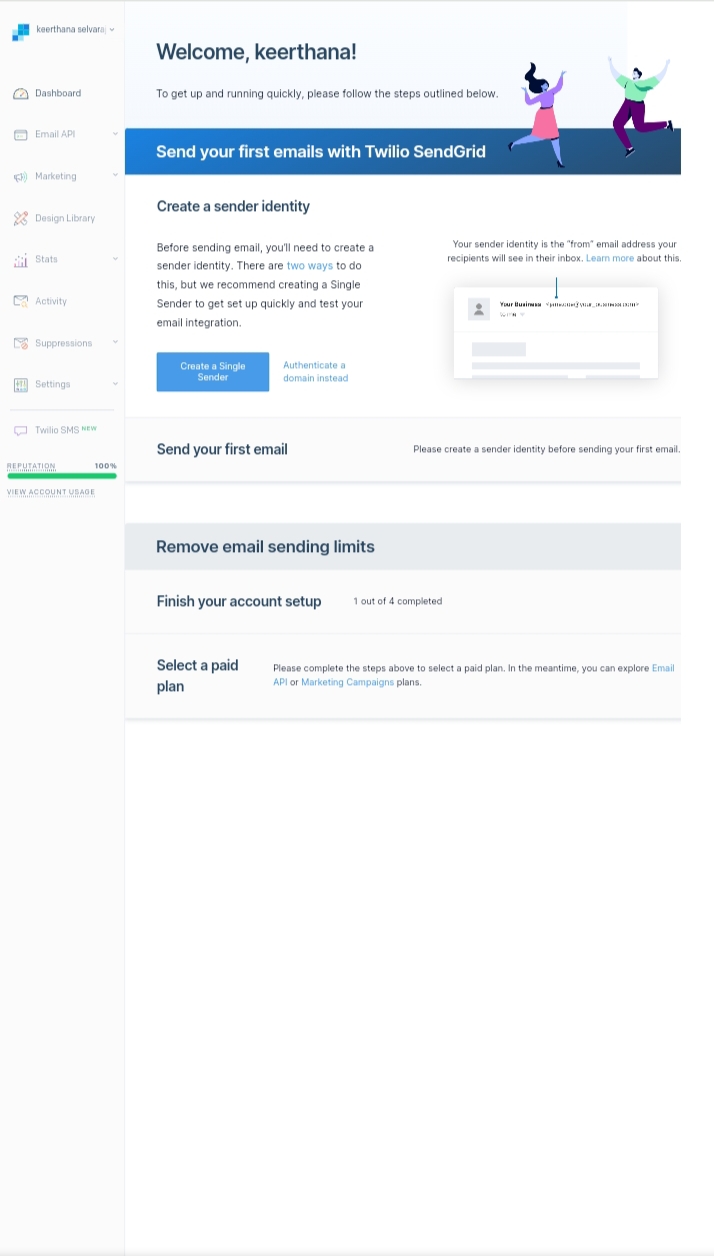 keerthana selvara
Dashboard
Email API
Marketing
Design Library
Stats
Activity
Suppressions
Settings
Twilio SMS NEW
REPUTATION 100%
VIEW ACCOUNT USAGE
Welcome, keerthana!
To get up and running quickly, please follow the steps outlined below.
Send your first emails with Twilio SendGrid
Create a sender identity
Before sending email, you'll need to create a
sender identity. There are two ways to do
this, but we recommend creating a Single
Sender to get set up quickly and test your
email integration.
Create a Single
Sender
Authenticate a
domain instead
Your sender identity is the "from" email address your
recipients will see in their inbox. Learn more about this.
Your Business
Send your first email
Please create a sender identity before sending your first email.
Remove email sending limits
Finish your account setup
1 out of 4 completed
Select a paid
plan
Please complete the steps above to select a paid plan. In the meantime, you can explore Email
API or Marketing Campaigns plans.